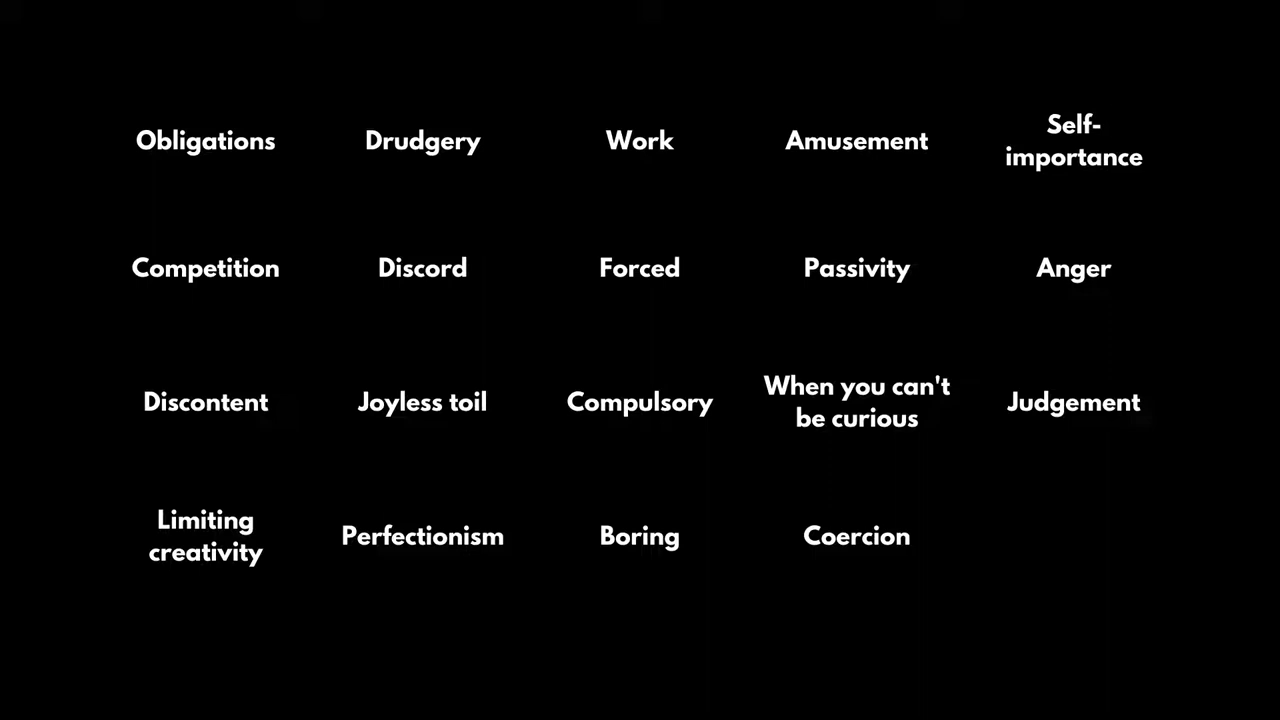 Obligations
Drudgery
Work
Amusement
Self-
importance
Competition
Discord
Forced
Passivity
Anger
Discontent
Joyless toil
Compulsory
When you can't
be curious
Judgement
Limiting
creativity
Perfectionism
Boring
Coercion